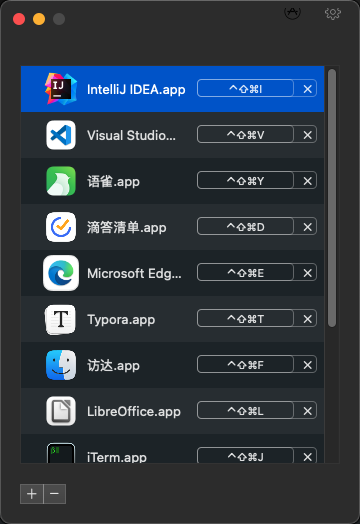 IntelliJ IDEA.app ⌃⇧⌘I ×
Visual Studio... ⌃⇧⌘V ×
语雀.app ⌃⇧⌘Y ×
滴答清单.app ⌃⇧⌘D ×
Microsoft Edg... ⌃⇧⌘E ×
Typora.app ⌃⇧⌘T ×
访达.app ⌃⇧⌘F ×
LibreOffice.app ⌃⇧⌘L ×
iTerm.app ⌃⇧⌘J ×
+ −